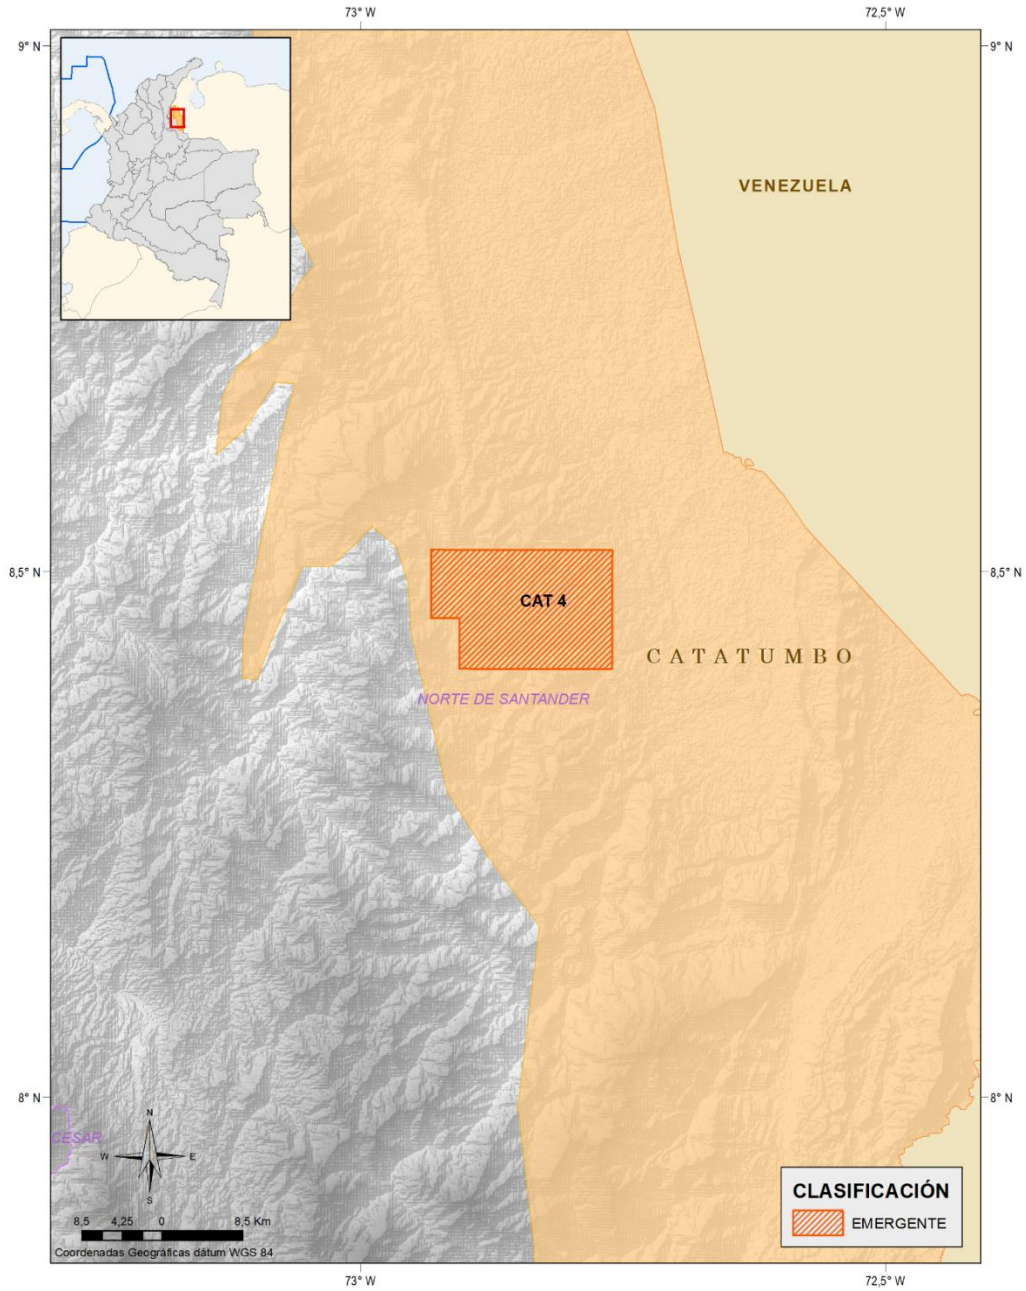 73° W
72,5° W
9° N
9° N
VENEZUELA
8,5° N
8,5° N
CAT 4
CATATUMBO
NORTE DE SANTANDER
8° N
8° N
CESAR
N
W
E
S
8,5 4,25 0 8,5 Km
Coordenadas Geográficas dátum WGS 84
CLASIFICACIÓN
EMERGENTE
73° W
72,5° W